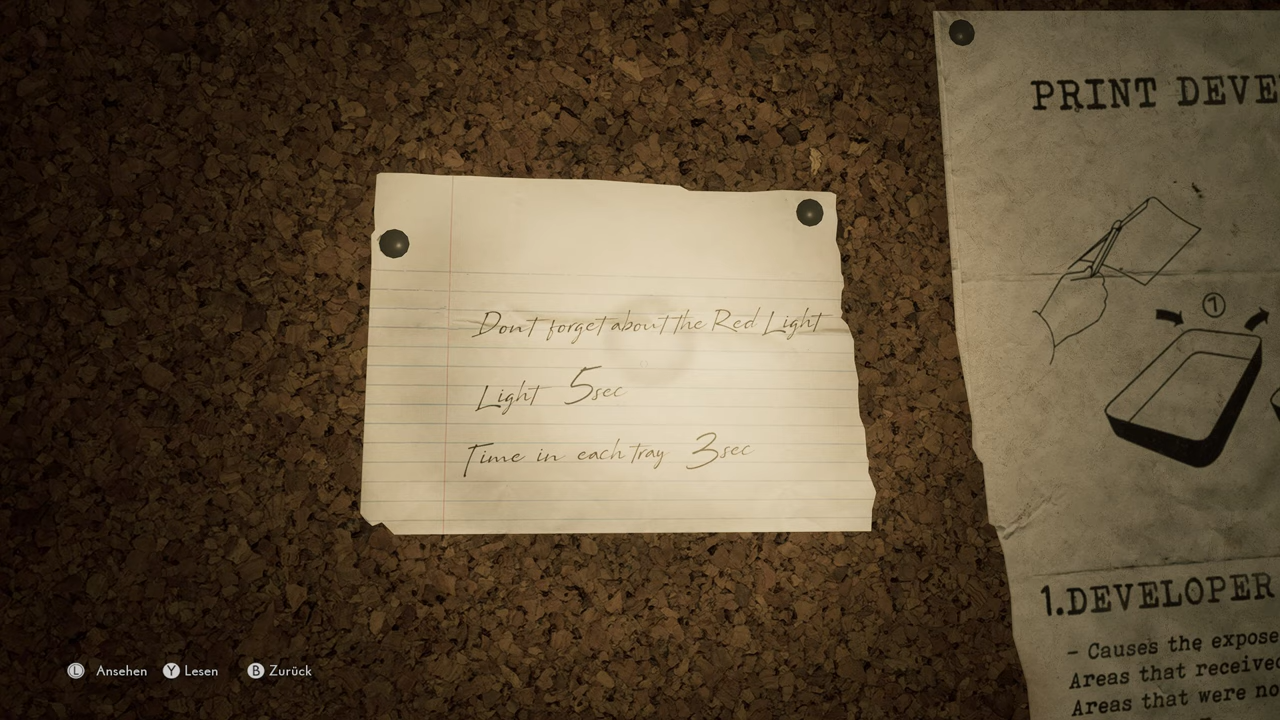 PRINT DEVE
Dont forget about the Red Light
Light 5sec
Time in each tray 3sec
1
1.DEVELOPER
- Causes the expose
Areas that received
Areas that were no
L Ansehen Y Lesen B Zurück